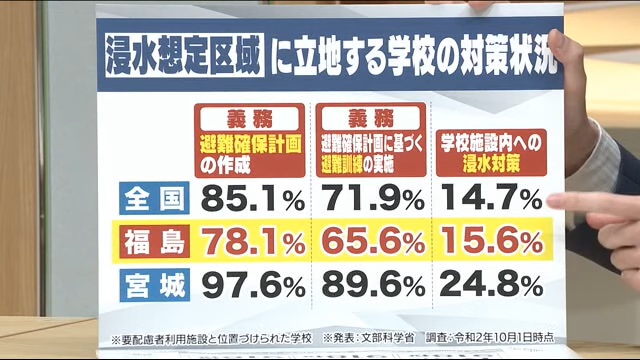 浸水想定区域に立地する学校の対策状況
義務
避難確保計画
の作成
義務
避難確保計画に基づく
避難訓練の実施
学校施設内への
浸水対策
全国 85.1% 71.9% 14.7%
福島 78.1% 65.6% 15.6%
宮城 97.6% 89.6% 24.8%
※要配慮者利用施設と位置づけられた学校 ※発表:文部科学省 調査:令和2年10月1日時点